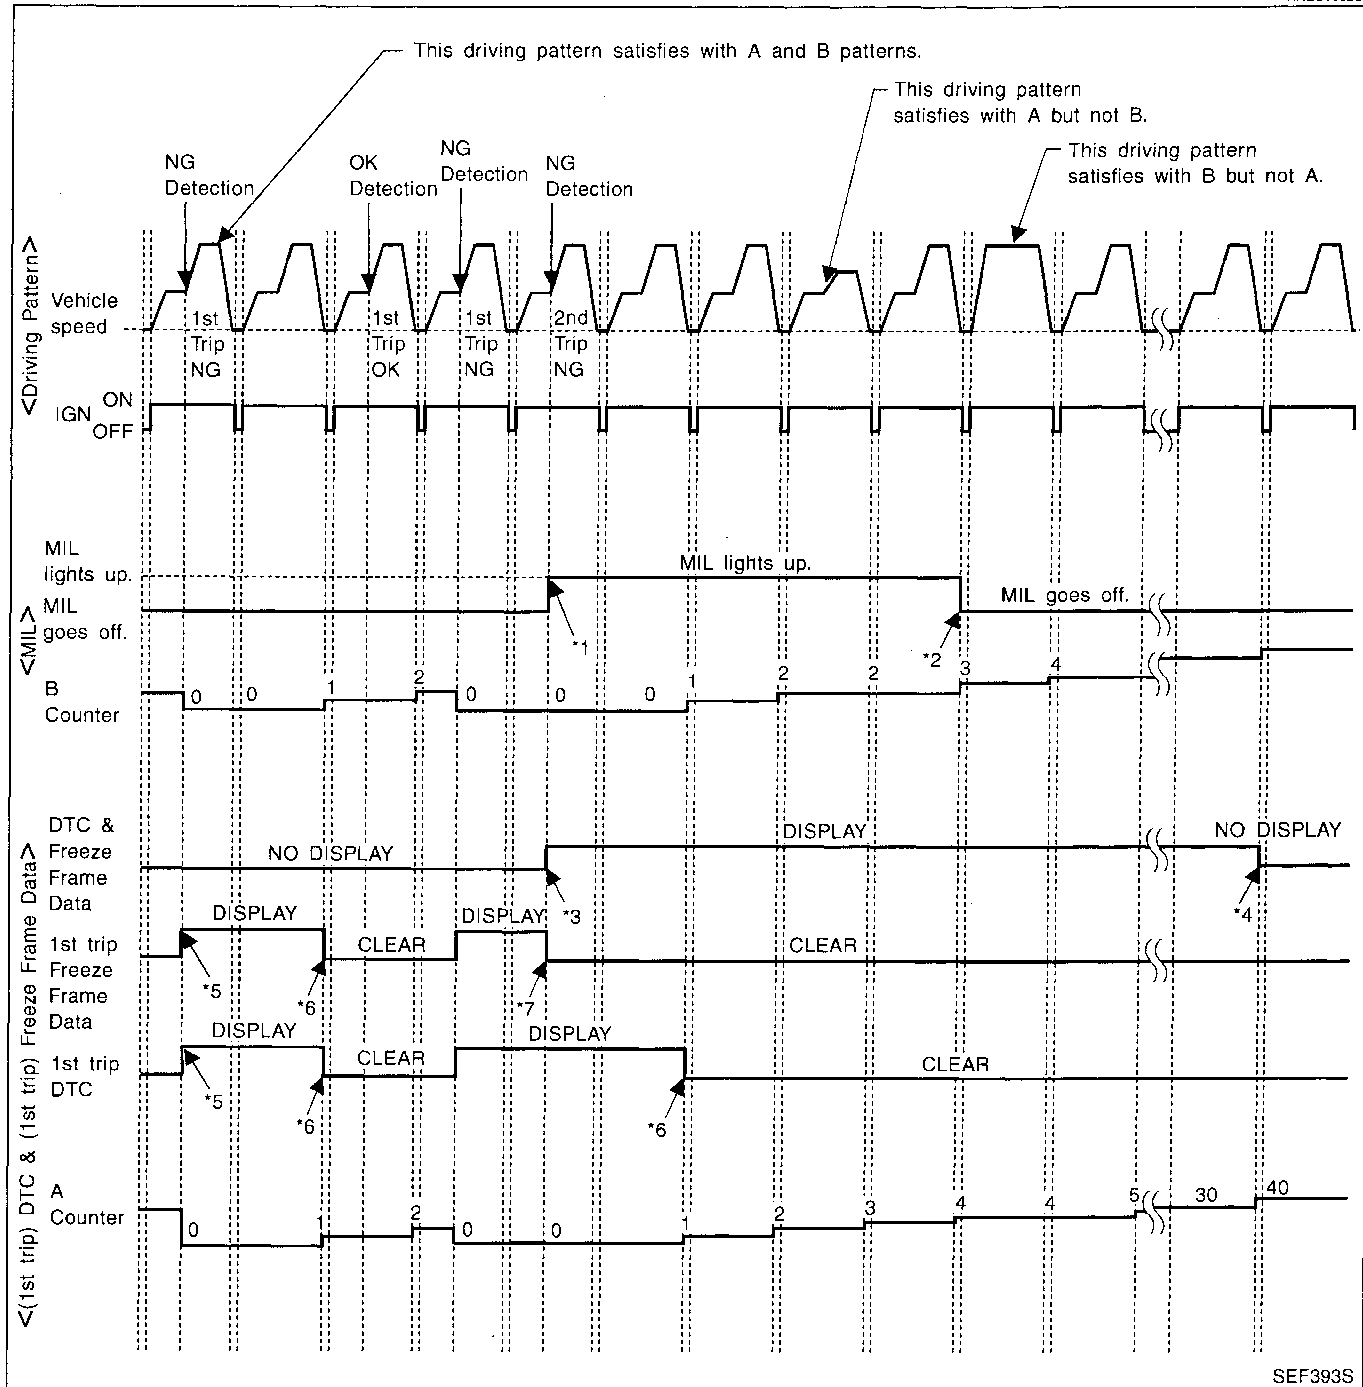 This driving pattern satisfies with A and B patterns.
This driving pattern
satisfies with A but not B.
This driving pattern
satisfies with B but not A.
NG
Detection
OK
Detection
NG
Detection
NG
Detection
<Driving Pattern>
Vehicle
speed
1st
Trip
NG
1st
Trip
OK
1st
Trip
NG
2nd
Trip
NG
IGN
ON
OFF
<MIL>
MIL
lights up.
MIL lights up.
MIL
goes off.
MIL goes off.
*1
*2
B
Counter
0 0 1 2 0 0 0 1 2 2 3 4
<(1st trip) DTC & (1st trip) Freeze Frame Data>
DTC &
Freeze
Frame
Data
NO DISPLAY
DISPLAY
NO DISPLAY
*3
*4
1st trip
Freeze
Frame
Data
DISPLAY
CLEAR
DISPLAY
CLEAR
*5
*6
*7
1st trip
DTC
DISPLAY
CLEAR
DISPLAY
CLEAR
*5
*6
*6
A
Counter
0 1 2 0 0 1 2 3 4 4 5 30 40
SEF393S